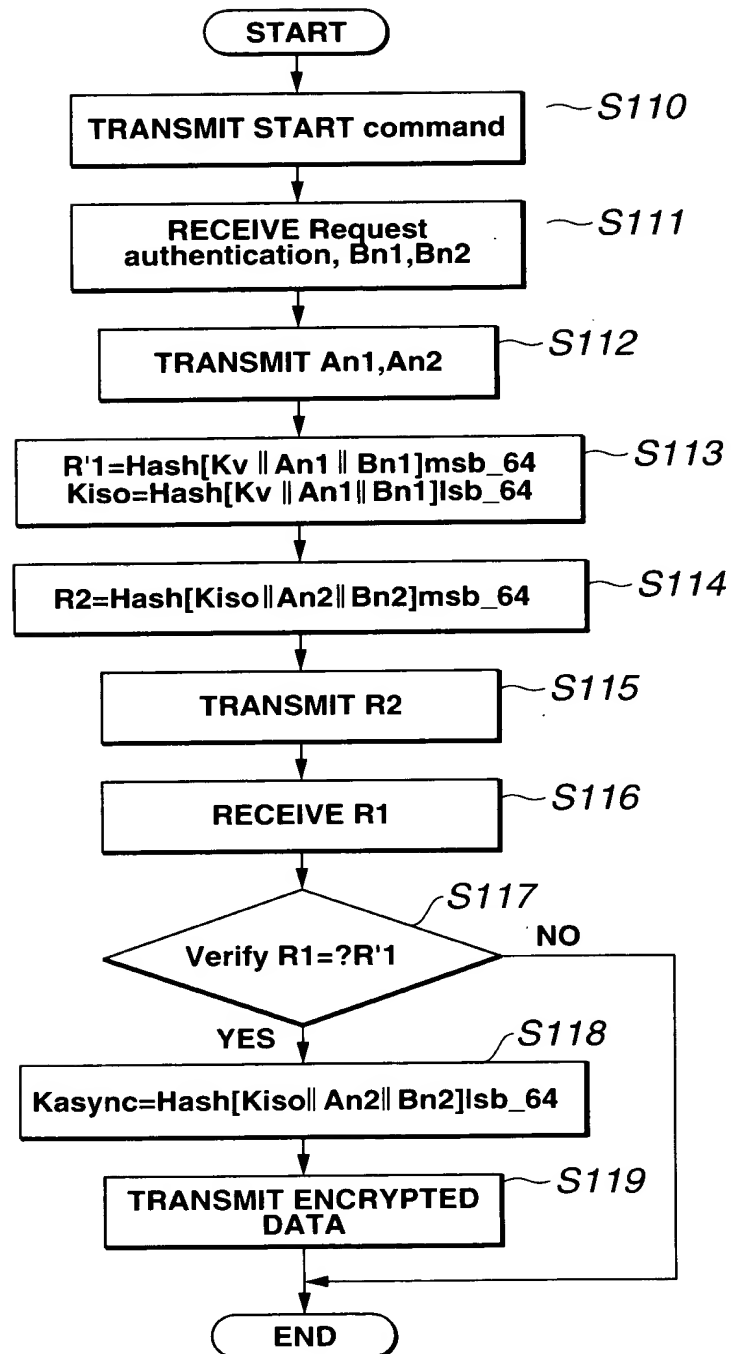 START
TRANSMIT START command
S110
RECEIVE Request
authentication, Bn1,Bn2
S111
TRANSMIT An1,An2
S112
R'1=Hash[Kv || An1 || Bn1]msb_64
Kiso=Hash[Kv || An1|| Bn1]lsb_64
S113
R2=Hash[Kiso|| An2|| Bn2]msb_64
S114
TRANSMIT R2
S115
RECEIVE R1
S116
Verify R1=?R'1
S117
NO
YES
Kasync=Hash[Kiso|| An2|| Bn2]lsb_64
S118
TRANSMIT ENCRYPTED
DATA
S119
END